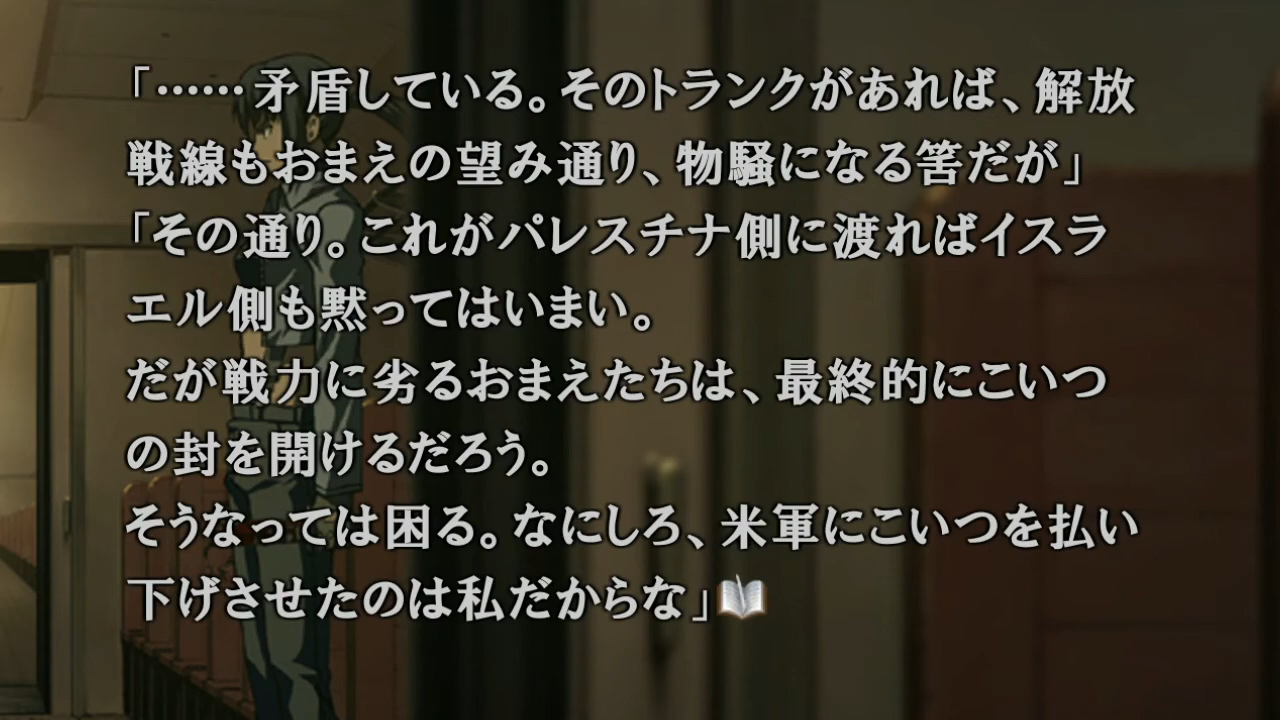 「……矛盾している。そのトランクがあれば、解放
戦線もおまえの望み通り、物騒になる筈だが」
「その通り。これがパレスチナ側に渡ればイスラ
エル側も黙ってはいまい。
だが戦力に劣るおまえたちは、最終的にこいつ
の封を開けるだろう。
そうなっては困る。なにしろ、米軍にこいつを払い
下げさせたのは私だからな」